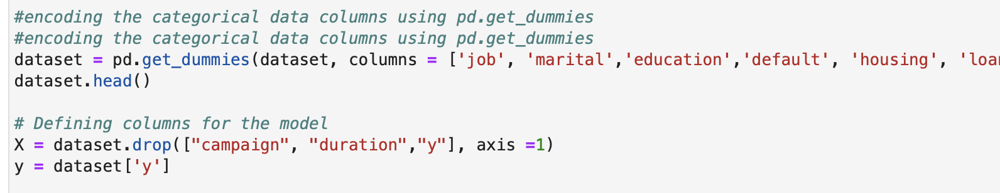 #encoding the categorical data columns using pd.get_dummies
#encoding the categorical data columns using pd.get_dummies
dataset = pd.get_dummies(dataset, columns = ['job', 'marital','education','default', 'housing', 'loa
dataset.head()
# Defining columns for the model
X = dataset.drop(["campaign", "duration","y"], axis =1)
y = dataset['y']